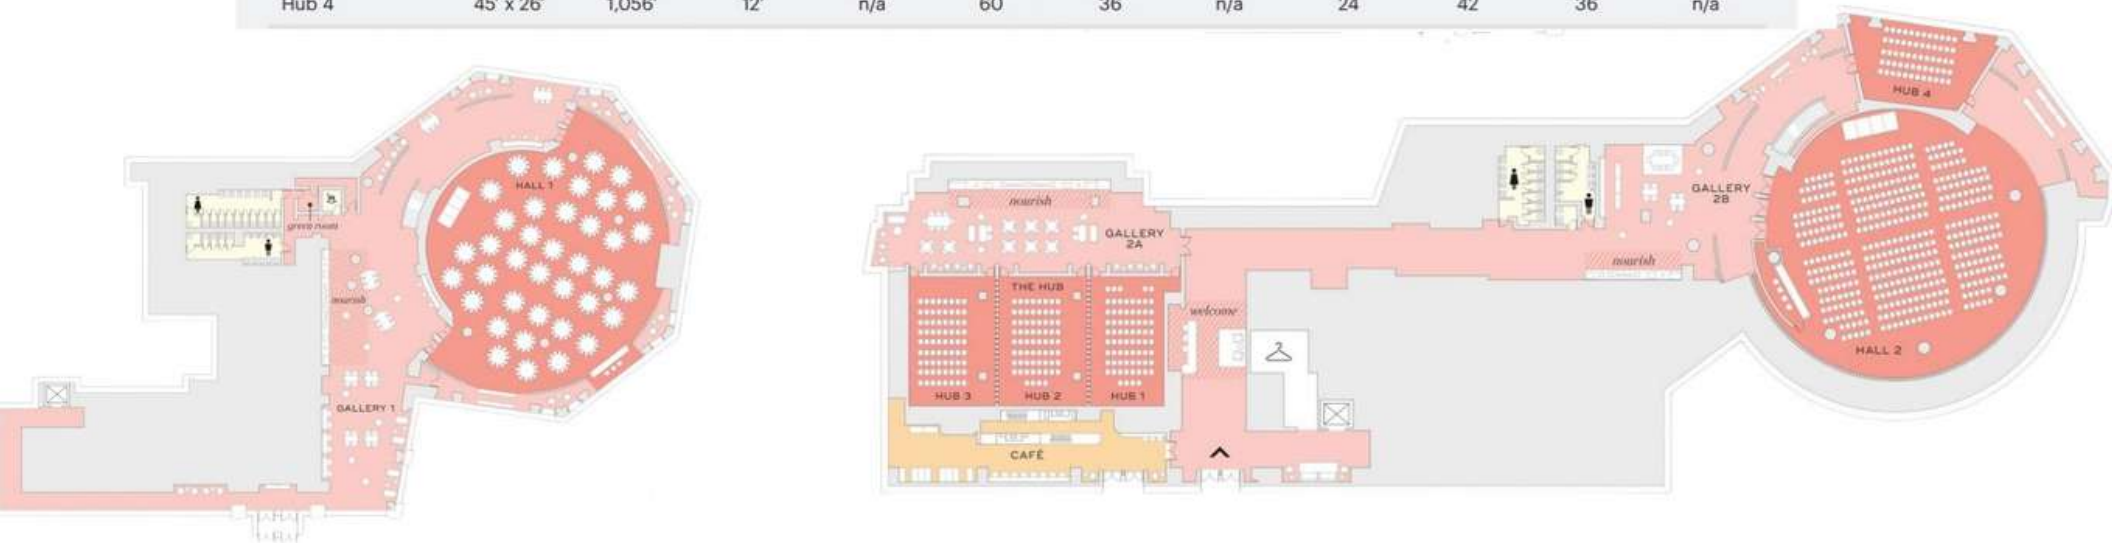 Hub 4 45' x 26' 1,056' 12' n/a 60 36 n/a 24 42 36 n/a
HALL 1
green room
nourish
GALLERY 1
nourish
GALLERY
2A
THE HUB
HUB 3
HUB 2
HUB 1
welcome
CAFÉ
nourish
GALLERY
2B
HUB 4
HALL 2